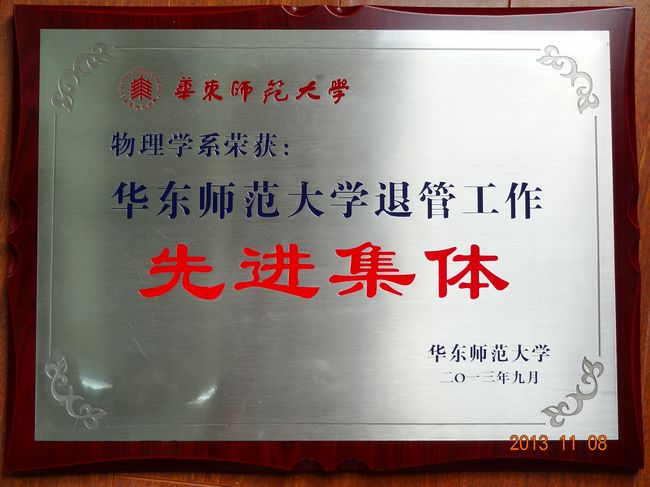 華東師範大學
物理学系荣获：
华东师范大学退管工作
先进集体
华东师范大学
二〇一三年九月
2013 11 08